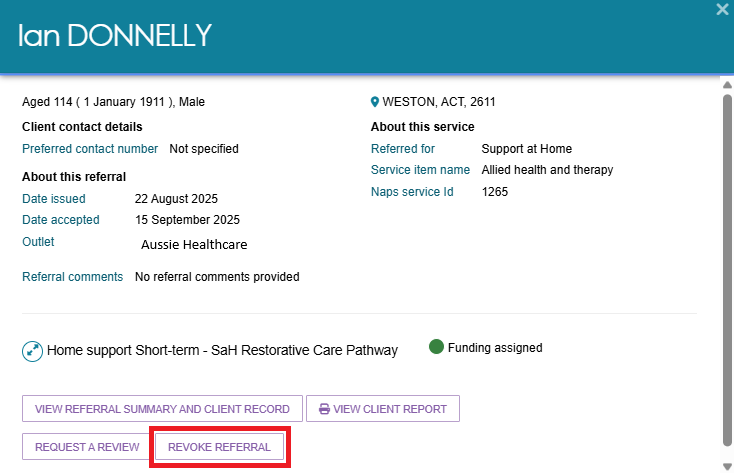 Ian DONNELLY
Aged 114 ( 1 January 1911 ), Male
WESTON, ACT, 2611
Client contact details
Preferred contact number Not specified
About this service
Referred for Support at Home
Service item name Allied health and therapy
Naps service Id 1265
About this referral
Date issued 22 August 2025
Date accepted 15 September 2025
Outlet Aussie Healthcare
Referral comments No referral comments provided
Home support Short-term - SaH Restorative Care Pathway
Funding assigned
VIEW REFERRAL SUMMARY AND CLIENT RECORD
VIEW CLIENT REPORT
REQUEST A REVIEW
REVOKE REFERRAL